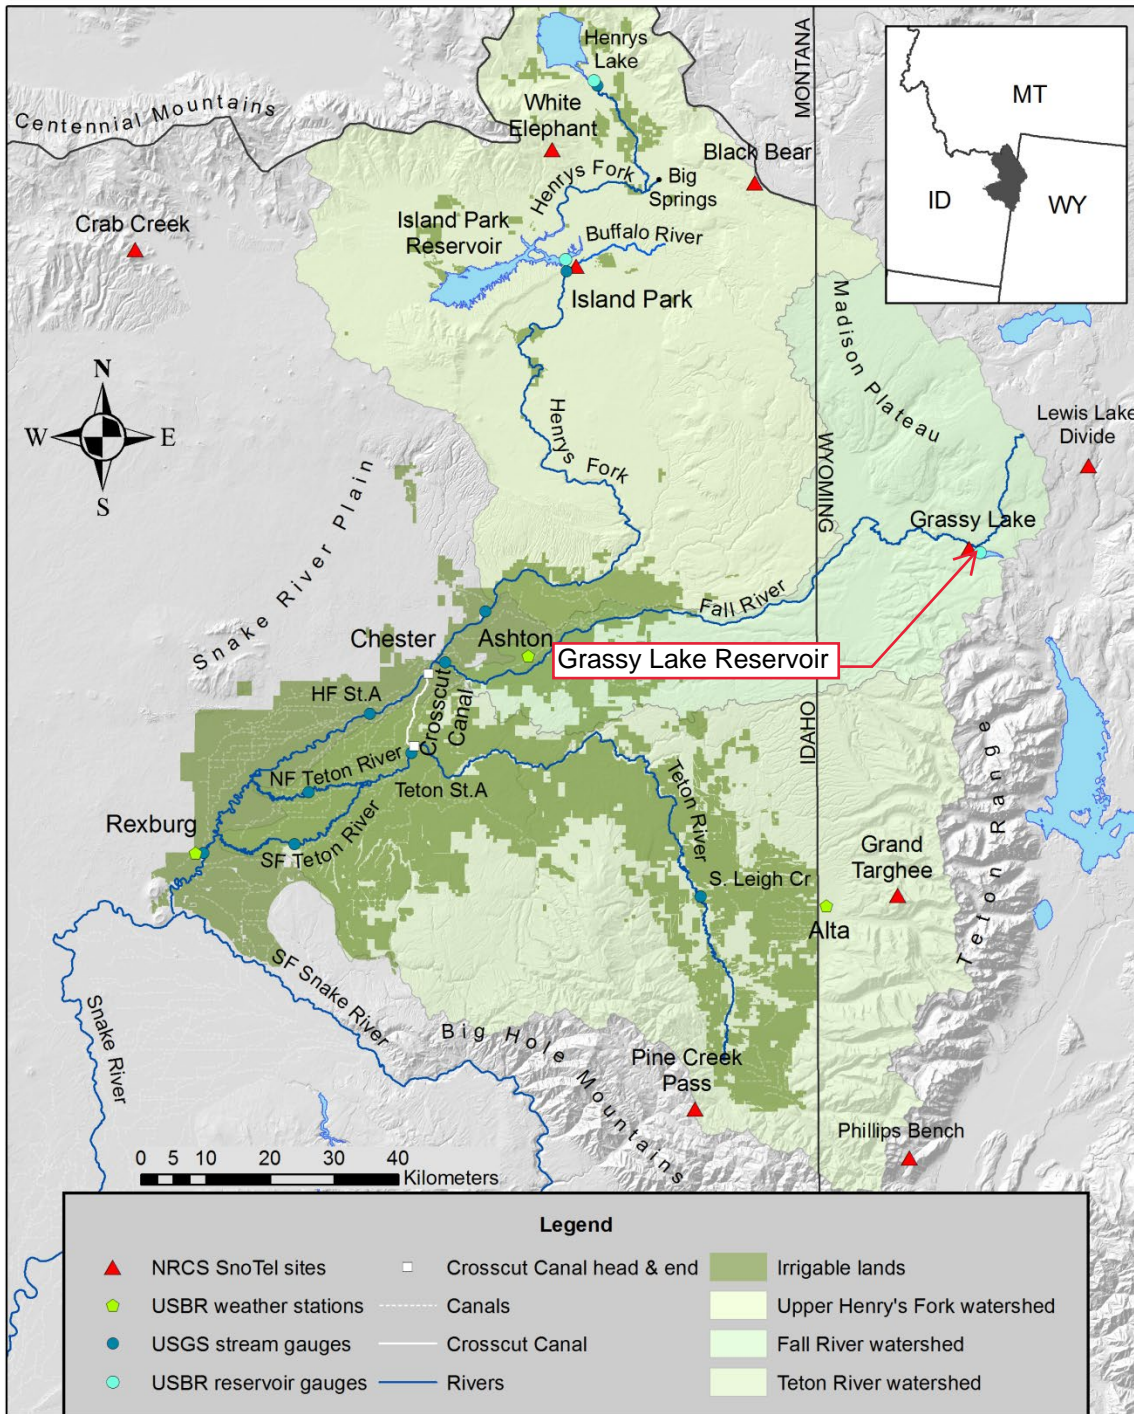 Henrys
Lake
MONTANA
MT
ID
WY
Centennial Mountains
White
Elephant
Black Bear
Big
Springs
Henrys Fork
Crab Creek
Island Park
Reservoir
Buffalo River
Island Park
Madison Plateau
N
W
E
S
Henrys Fork
Lewis Lake
Divide
WYOMING
Snake River Plain
Grassy Lake
Fall River
Chester
Ashton
Grassy Lake Reservoir
HF St.A
Crosscut
Canal
IDAHO
NF Teton River
Teton St.A
Teton River
Teton Range
Rexburg
SF Teton River
Grand
Targhee
S. Leigh Cr
Alta
SF Snake River
Snake River
Big Hole Mountains
Pine Creek
Pass
Phillips Bench
0 5 10 20 30 40
Kilometers
Legend
NRCS SnoTel sites
USBR weather stations
USGS stream gauges
USBR reservoir gauges
Crosscut Canal head & end
Canals
Crosscut Canal
Rivers
Irrigable lands
Upper Henry's Fork watershed
Fall River watershed
Teton River watershed